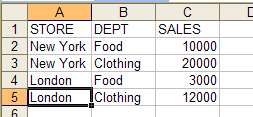 A B C
1 STORE DEPT SALES
2 New York Food 10000
3 New York Clothing 20000
4 London Food 3000
5 London Clothing 12000